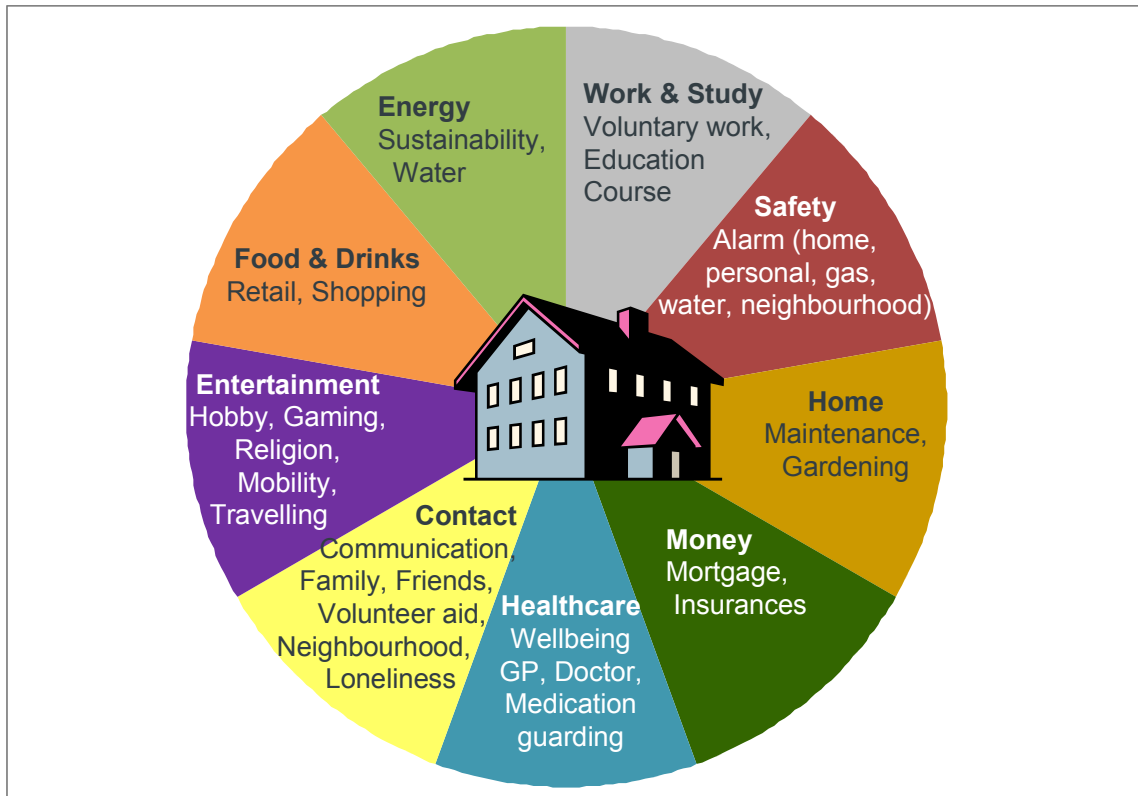 Energy
Sustainability,
Water
Work & Study
Voluntary work,
Education
Course
Safety
Alarm (home,
personal, gas,
water, neighbourhood)
Home
Maintenance,
Gardening
Money
Mortgage,
Insurances
Healthcare
Wellbeing
GP, Doctor,
Medication
guarding
Contact
Communication,
Family, Friends,
Volunteer aid,
Neighbourhood,
Loneliness
Entertainment
Hobby, Gaming,
Religion,
Mobility,
Travelling
Food & Drinks
Retail, Shopping